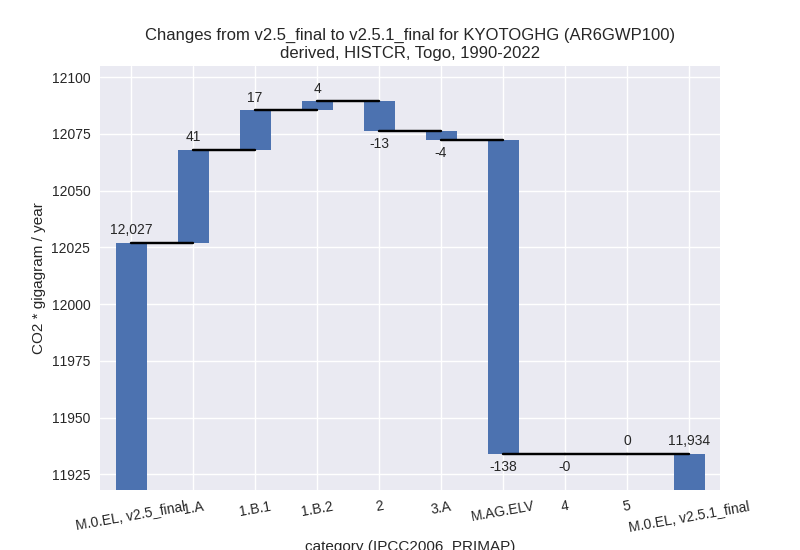 Changes from v2.5_final to v2.5.1_final for KYOTOGHG (AR6GWP100)
derived, HISTCR, Togo, 1990-2022
CO2 * gigagram / year
12100
12075
12050
12025
12000
11975
11950
11925
12,027
41
17
4
-13
-4
-138
-0
0
11,934
M.0.EL, v2.5_final
1.A
1.B.1
1.B.2
2
3.A
M.AG.ELV
4
5
M.0.EL, v2.5.1_final
category (IPCC2006_PRIMAP)